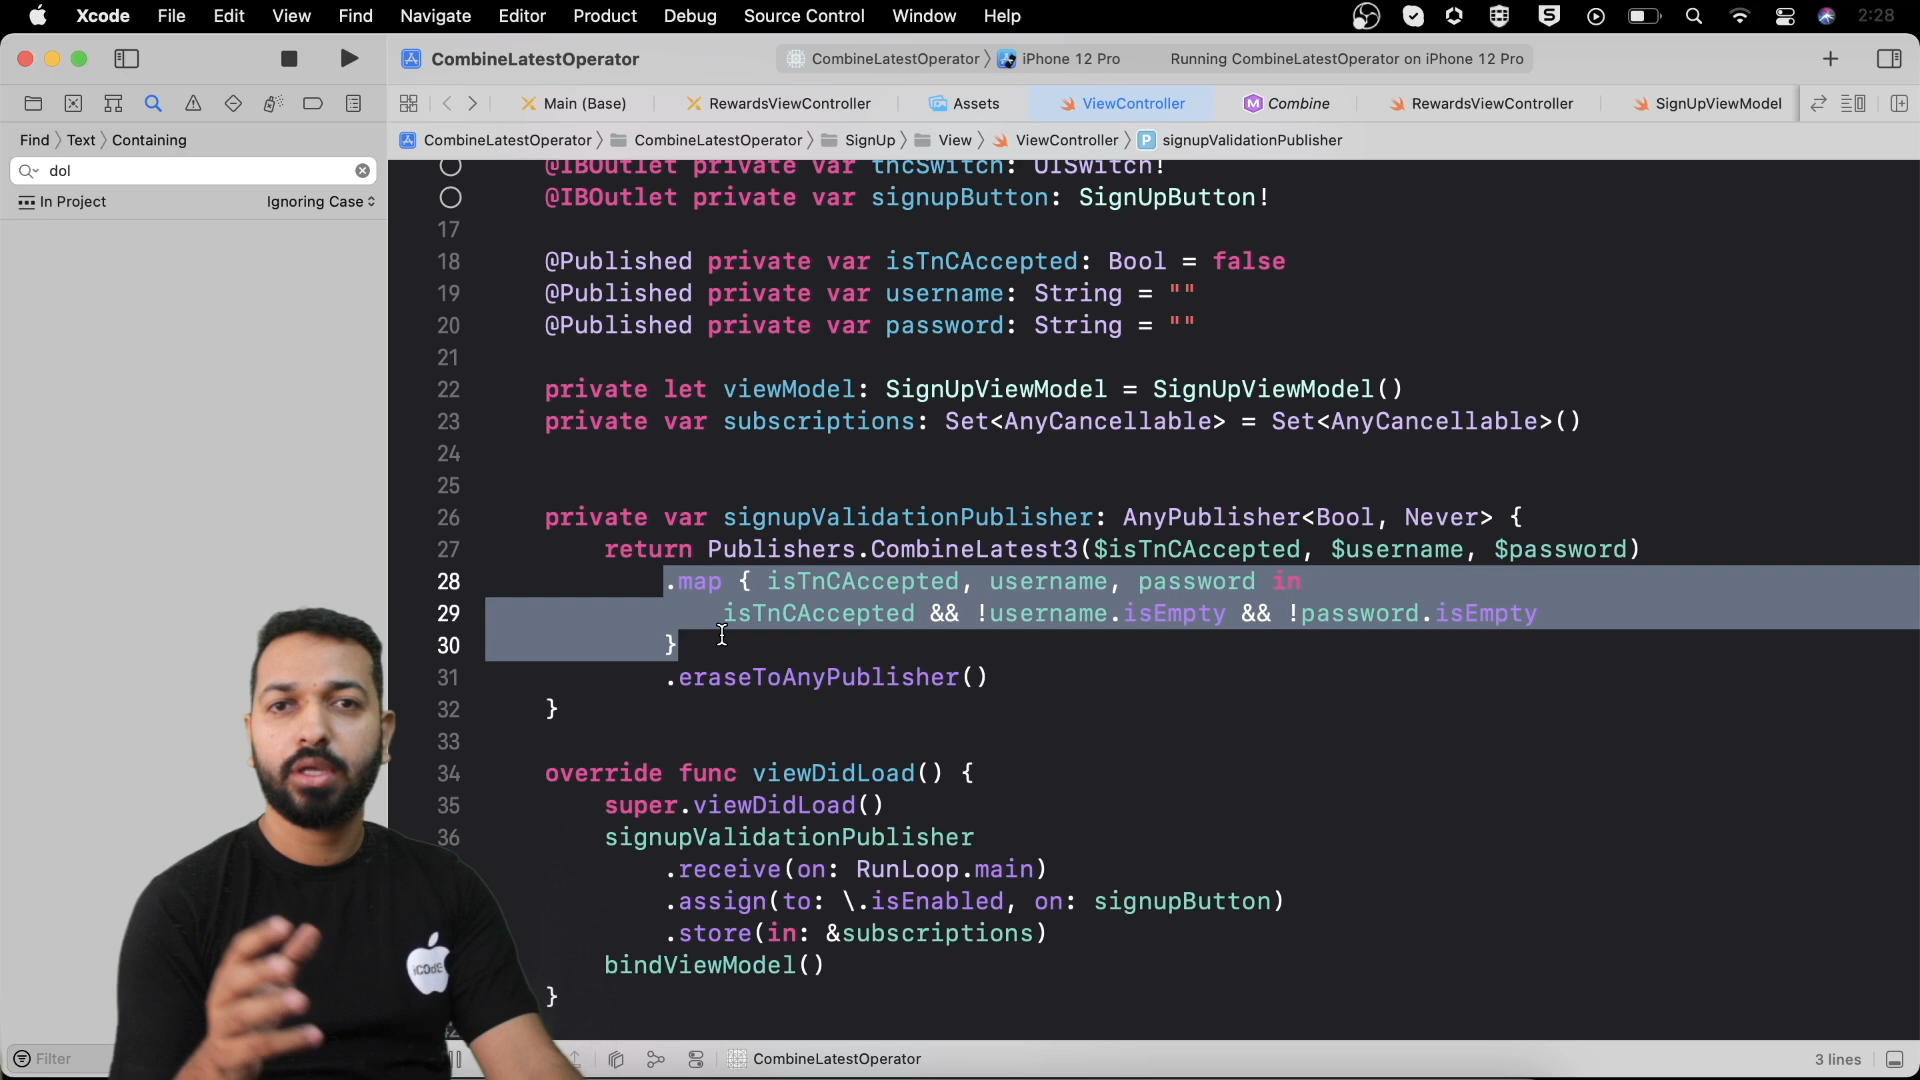 Xcode File Edit View Find Navigate Editor Product Debug Source Control Window Help 2:28
CombineLatestOperator CombineLatestOperator iPhone 12 Pro Running CombineLatestOperator on iPhone 12 Pro
Main (Base) RewardsViewController Assets ViewController Combine RewardsViewController SignUpViewModel
Find Text Containing
CombineLatestOperator CombineLatestOperator SignUp View ViewController signupValidationPublisher
dol
In Project Ignoring Case
@IBOutlet private var tncSwitch: UISwitch!
@IBOutlet private var signupButton: SignUpButton!
17
18 @Published private var isTnCAccepted: Bool = false
19 @Published private var username: String = ""
20 @Published private var password: String = ""
21
22 private let viewModel: SignUpViewModel = SignUpViewModel()
23 private var subscriptions: Set<AnyCancellable> = Set<AnyCancellable>()
24
25
26 private var signupValidationPublisher: AnyPublisher<Bool, Never> {
27 return Publishers.CombineLatest3($isTnCAccepted, $username, $password)
28 .map { isTnCAccepted, username, password in
29 isTnCAccepted && !username.isEmpty && !password.isEmpty
30 }
31 .eraseToAnyPublisher()
32 }
33
34 override func viewDidLoad() {
35 super.viewDidLoad()
36 signupValidationPublisher
.receive(on: RunLoop.main)
.assign(to: \.isEnabled, on: signupButton)
.store(in: &subscriptions)
bindViewModel()
}
iCODE
Filter
CombineLatestOperator
3 lines